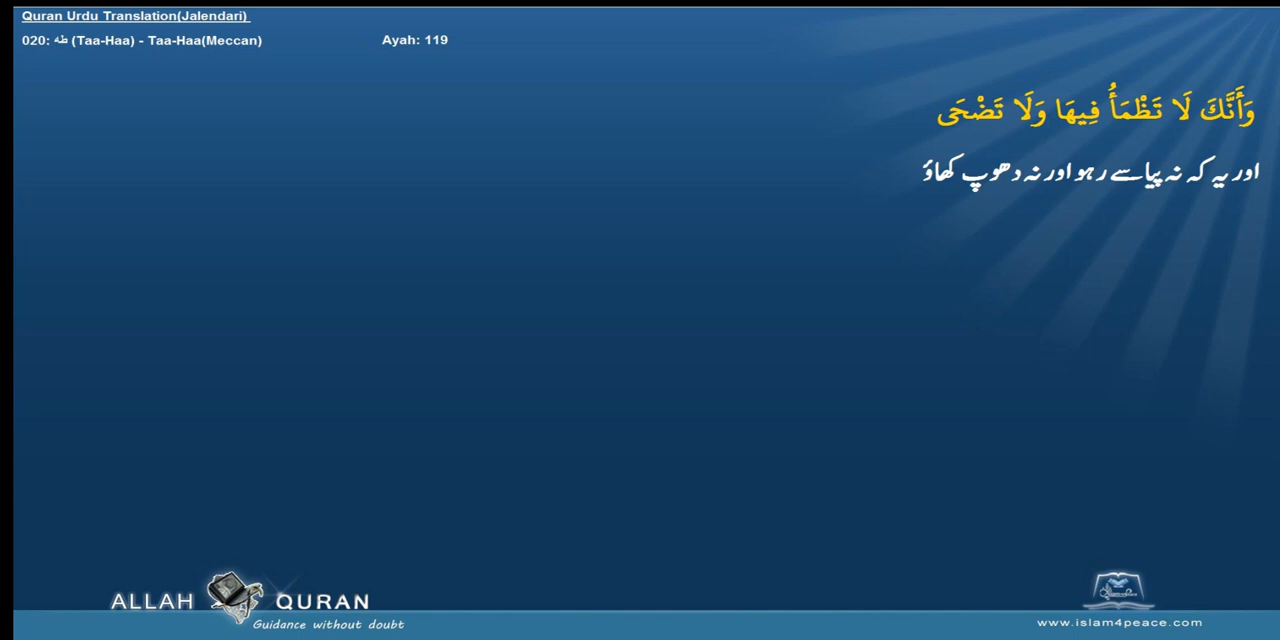 Quran Urdu Translation(Jalendari)
020: طه (Taa-Haa) - Taa-Haa(Meccan) Ayah: 119
وَأَنَّكَ لَا تَظْمَأُ فِيهَا وَلَا تَضْحَى
اور یہ کہ نہ پیاسے رہو اور نہ دھوپ کھاؤ
ALLAH QURAN
Guidance without doubt
www.islam4peace.com